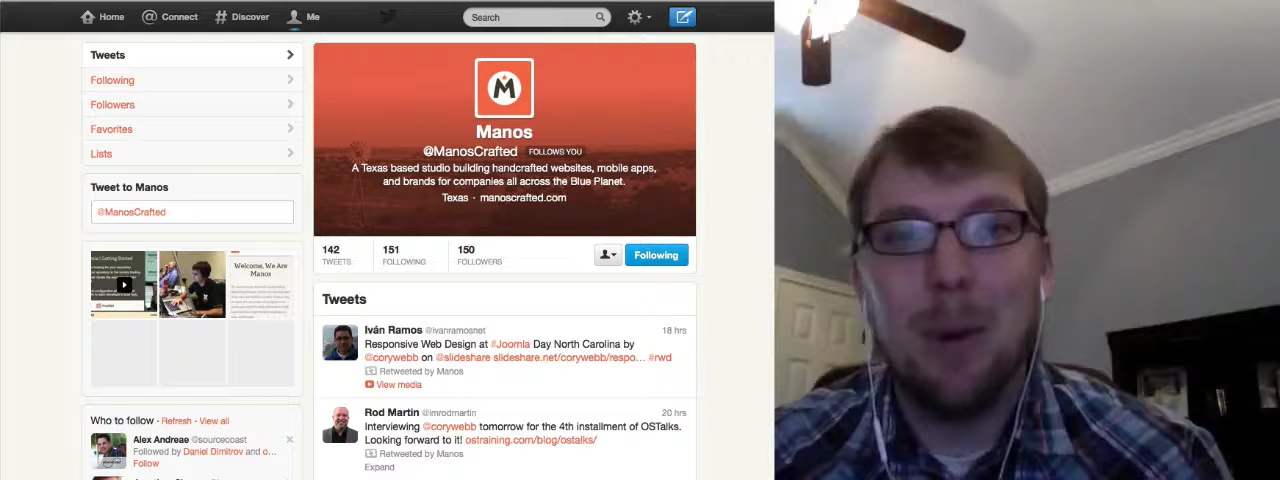 Home
Connect
Discover
Me
Search
Tweets
Following
Followers
Favorites
Lists
Tweet to Manos
@ManosCrafted
Welcome, We Are
Manos
Who to follow · Refresh · View all
Alex Andreae @sourcecoast
Followed by Daniel Dimitrov and o...
Follow
M
Manos
@ManosCrafted FOLLOWS YOU
A Texas based studio building handcrafted websites, mobile apps,
and brands for companies all across the Blue Planet.
Texas · manoscrafted.com
142
TWEETS
151
FOLLOWING
150
FOLLOWERS
Following
Tweets
Iván Ramos @ivanramosnet 18 hrs
Responsive Web Design at #Joomla Day North Carolina by
@corywebb on @slideshare slideshare.net/corywebb/respo... #rwd
Retweeted by Manos
View media
Rod Martin @imrodmartin 20 hrs
Interviewing @corywebb tomorrow for the 4th installment of OSTalks.
Looking forward to it! ostraining.com/blog/ostalks/
Retweeted by Manos
Expand